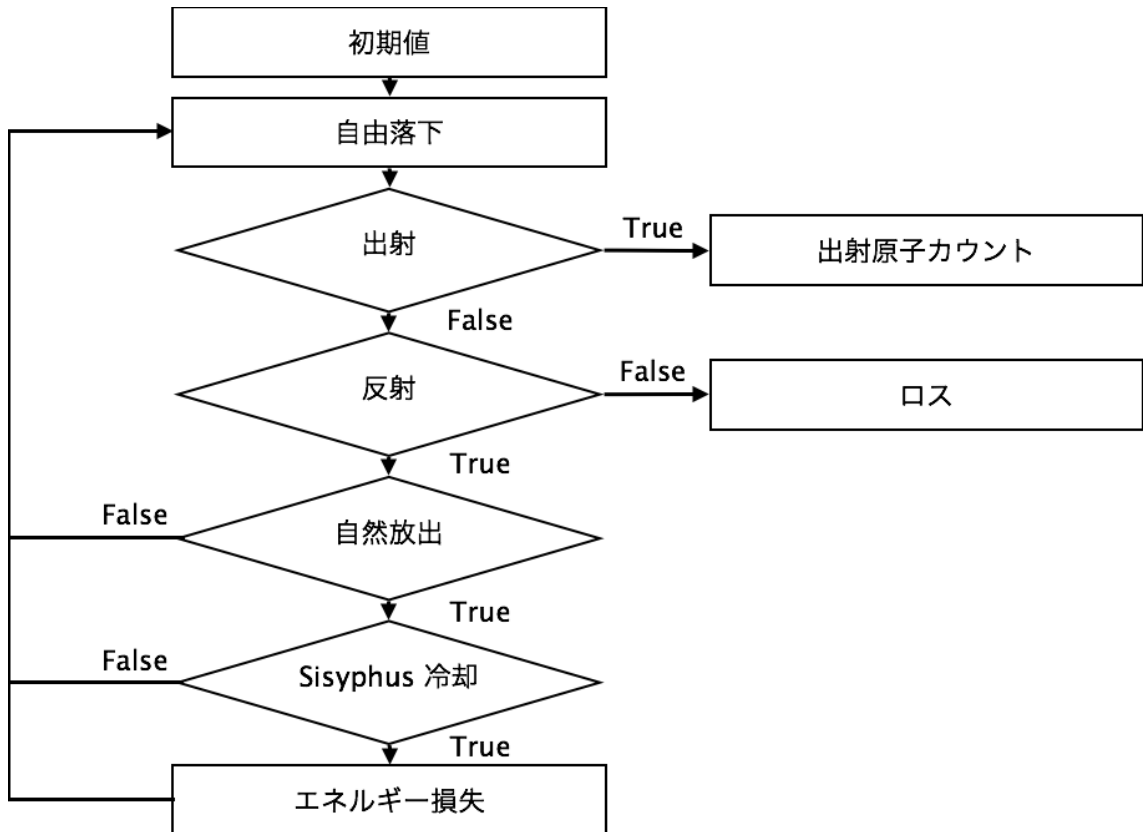 初期値
自由落下
出射
True
出射原子カウント
False
反射
False
ロス
True
False
自然放出
True
False
Sisyphus 冷却
True
エネルギー損失